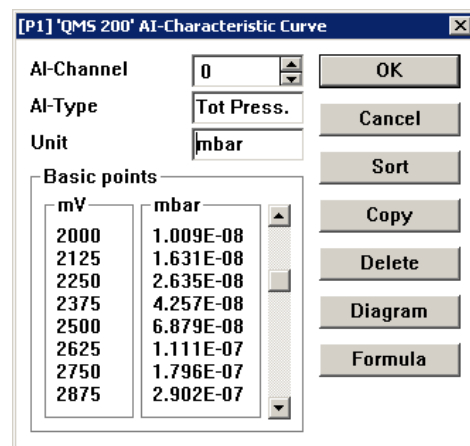 [P1] 'QMS 200' AI-Characteristic Curve
AI-Channel 0 OK
AI-Type Tot Press. Cancel
Unit mbar Sort
Basic points
mV mbar Copy
2000 1.009E-08
2125 1.631E-08
2250 2.635E-08 Delete
2375 4.257E-08
2500 6.879E-08 Diagram
2625 1.111E-07
2750 1.796E-07 Formula
2875 2.902E-07